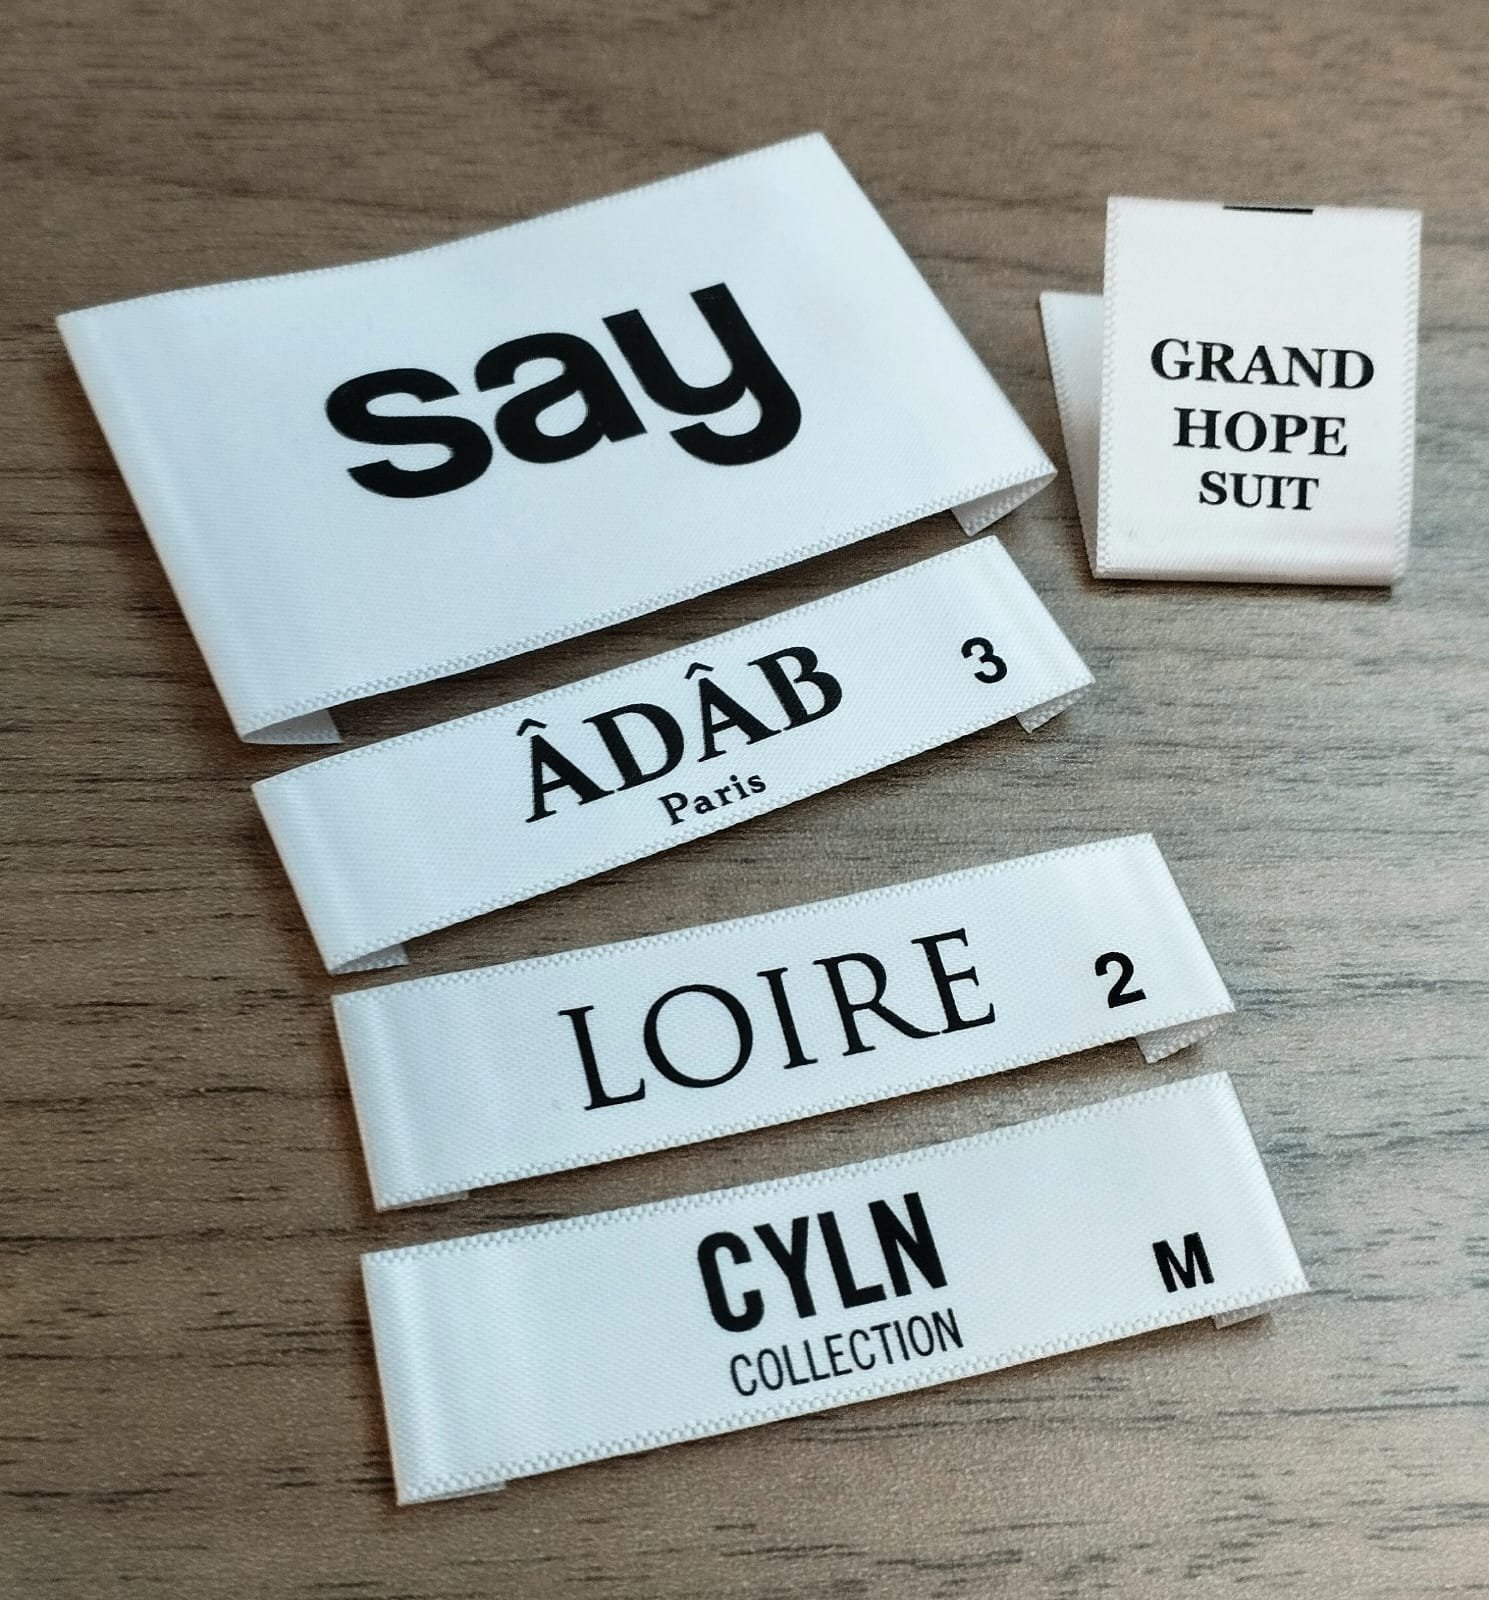 say
GRAND
HOPE
SUIT
ÂDÂB 3
Paris
LOIRE 2
CYLN M
COLLECTION